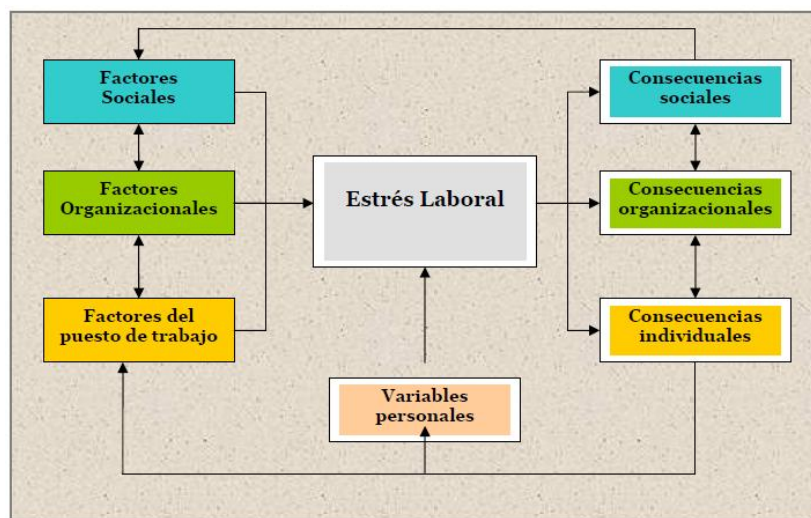 Factores
Sociales
Factores
Organizacionales
Factores del
puesto de trabajo
Estrés Laboral
Variables
personales
Consecuencias
sociales
Consecuencias
organizacionales
Consecuencias
individuales